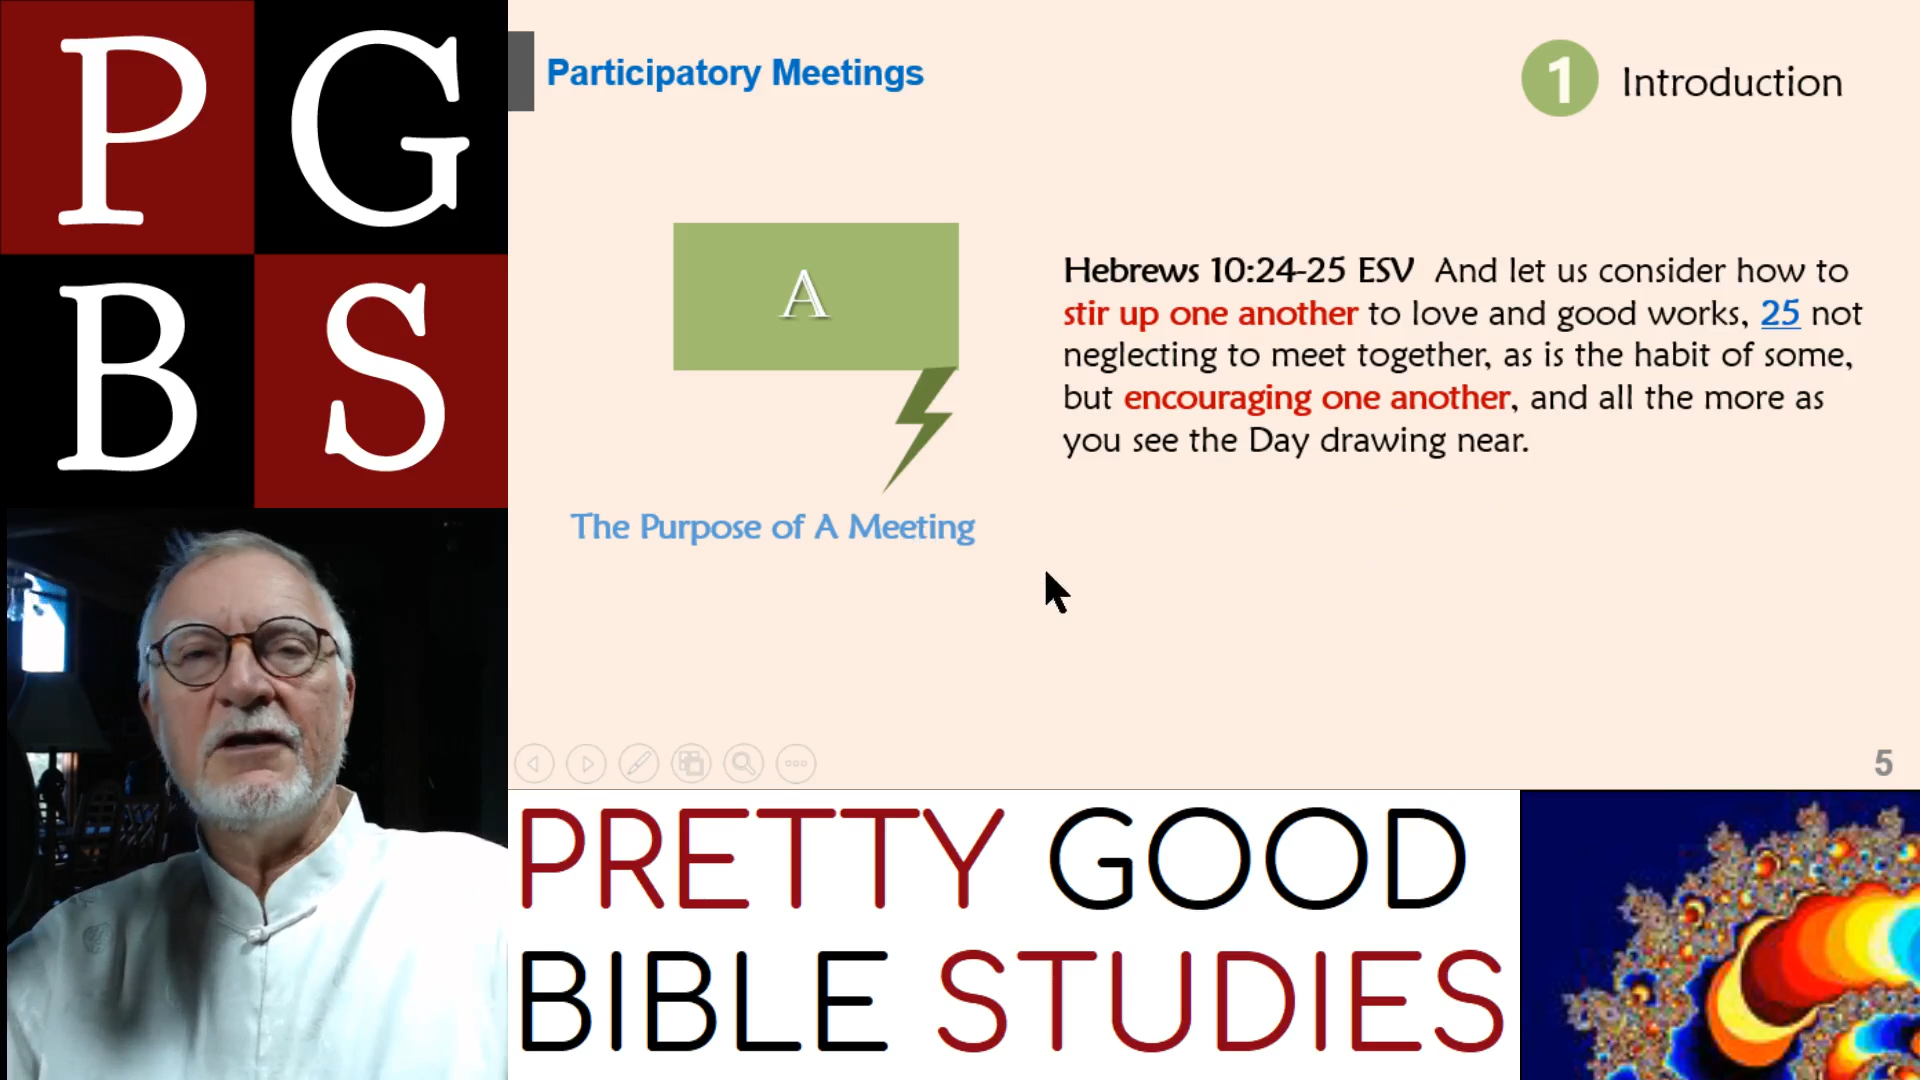 P G
B S
Participatory Meetings
1 Introduction
A
The Purpose of A Meeting
Hebrews 10:24-25 ESV And let us consider how to
stir up one another to love and good works, 25 not
neglecting to meet together, as is the habit of some,
but encouraging one another, and all the more as
you see the Day drawing near.
5
PRETTY GOOD
BIBLE STUDIES